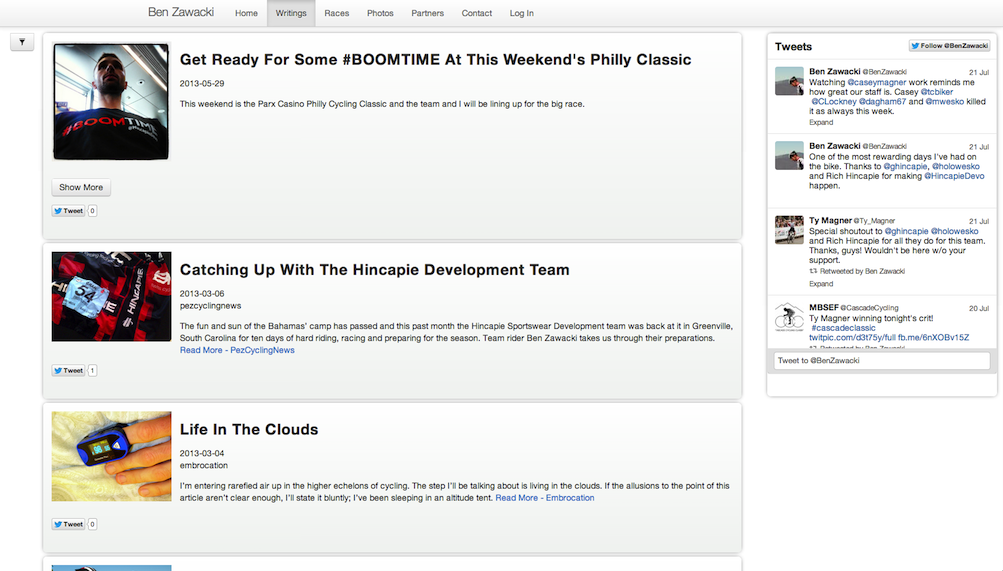 Ben Zawacki Home Writings Races Photos Partners Contact Log In
Get Ready For Some #BOOMTIME At This Weekend's Philly Classic
2013-05-29
This weekend is the Parx Casino Philly Cycling Classic and the team and I will be lining up for the big race.
#BOOMTIME
Show More
Tweet 0
Catching Up With The Hincapie Development Team
2013-03-06
pezcyclingnews
The fun and sun of the Bahamas' camp has passed and this past month the Hincapie Sportswear Development team was back at it in Greenville,
South Carolina for ten days of hard riding, racing and preparing for the season. Team rider Ben Zawacki takes us through their preparations.
Read More - PezCyclingNews
54
HINCAPIE
Tweet 1
Life In The Clouds
2013-03-04
embrocation
I'm entering rarefied air up in the higher echelons of cycling. The step I'll be talking about is living in the clouds. If the allusions to the point of this
article aren't clear enough, I'll state it bluntly; I've been sleeping in an altitude tent. Read More - Embrocation
Tweet 0
Tweets
Follow @BenZawacki
Ben Zawacki @BenZawacki 21 Jul
Watching @caseymagner work reminds me
how great our staff is. Casey @tcbiker
@CLockney @dagham67 and @mwesko killed
it as always this week.
Expand
Ben Zawacki @BenZawacki 21 Jul
One of the most rewarding days I've had on
the bike. Thanks to @ghincapie, @holowesko
and Rich Hincapie for making @HincapieDevo
happen.
Ty Magner @Ty_Magner 21 Jul
Special shoutout to @ghincapie @holowesko
and Rich Hincapie for all they do for this team.
Thanks, guys! Wouldn't be here w/o your
support.
Retweeted by Ben Zawacki
Expand
MBSEF @CascadeCycling 20 Jul
Ty Magner winning tonight's crit!
#cascadeclassic
twitpic.com/d3t75y/full fb.me/6nXOBv15Z
Retweeted by Ben Zawacki
Tweet to @BenZawacki